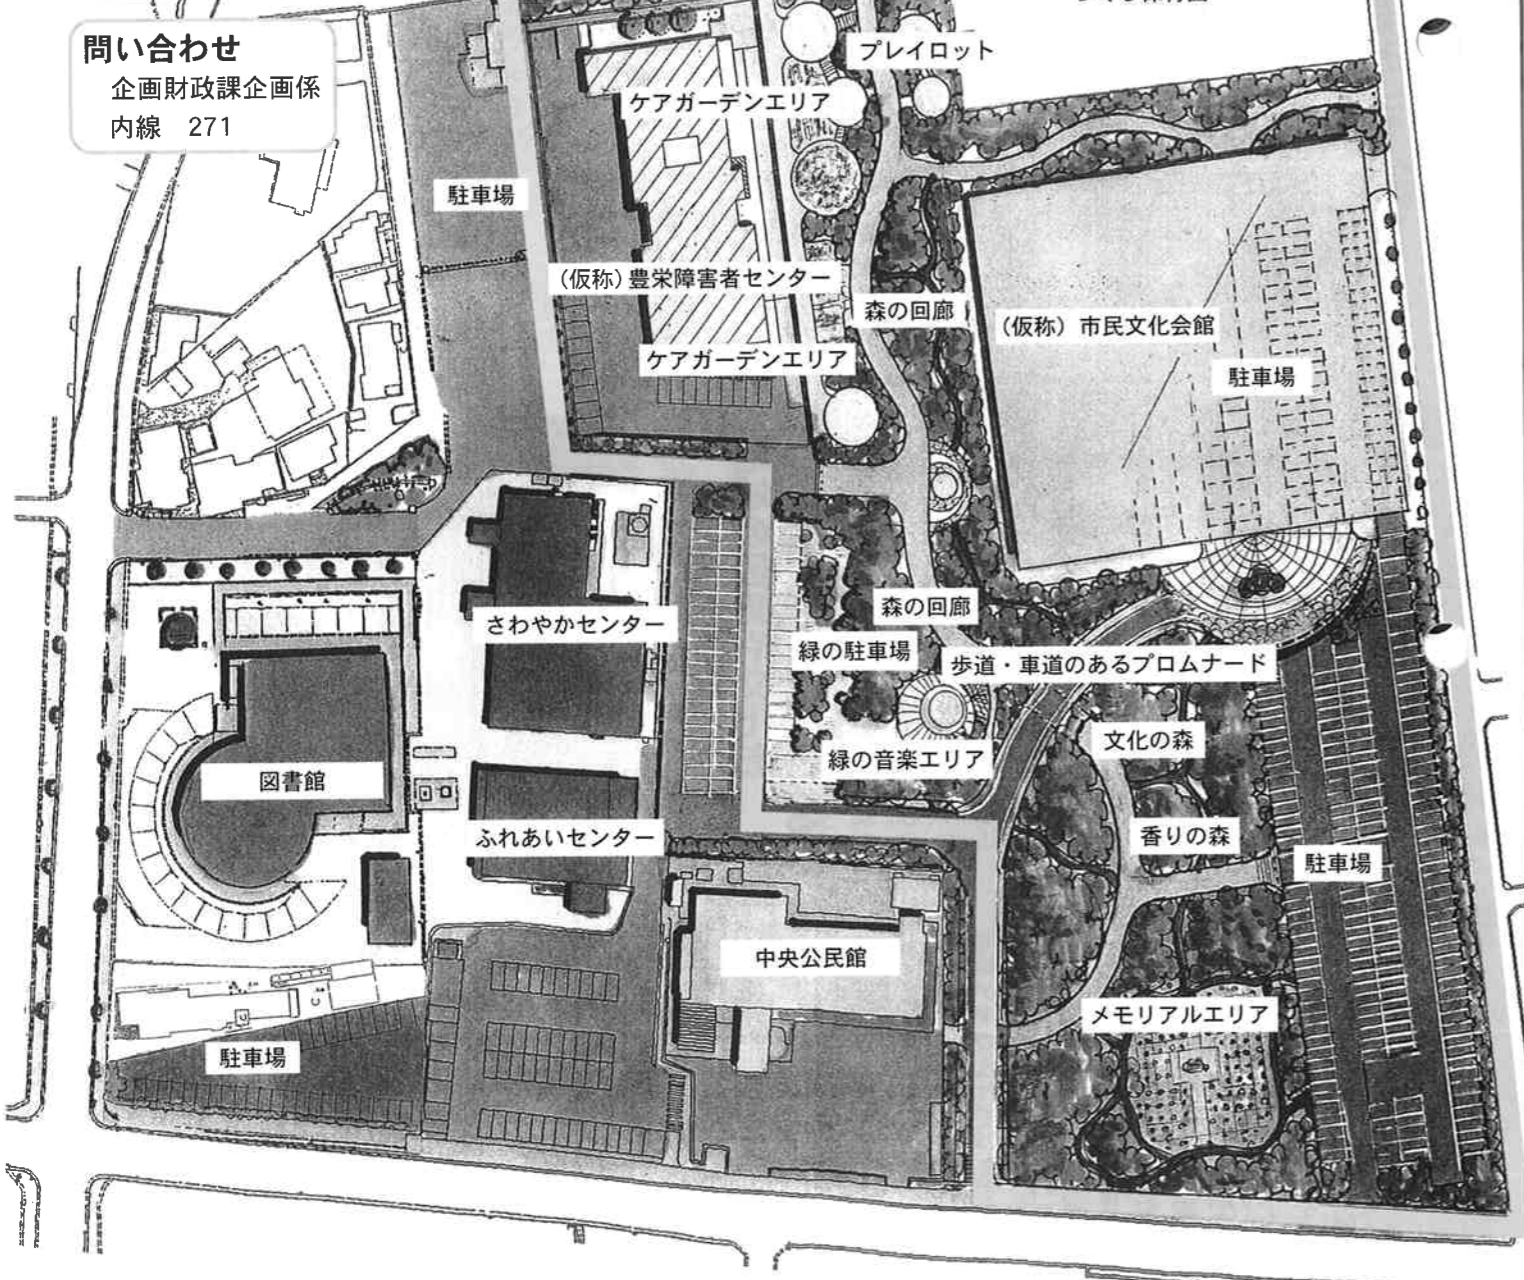 問い合わせ
企画財政課企画係
内線 271
プレイロット
ケアガーデンエリア
駐車場
(仮称)豊栄障害者センター
森の回廊
(仮称)市民文化会館
ケアガーデンエリア
駐車場
森の回廊
さわやかセンター
緑の駐車場
歩道・車道のあるプロムナード
文化の森
緑の音楽エリア
図書館
ふれあいセンター
香りの森
駐車場
中央公民館
メモリアルエリア
駐車場